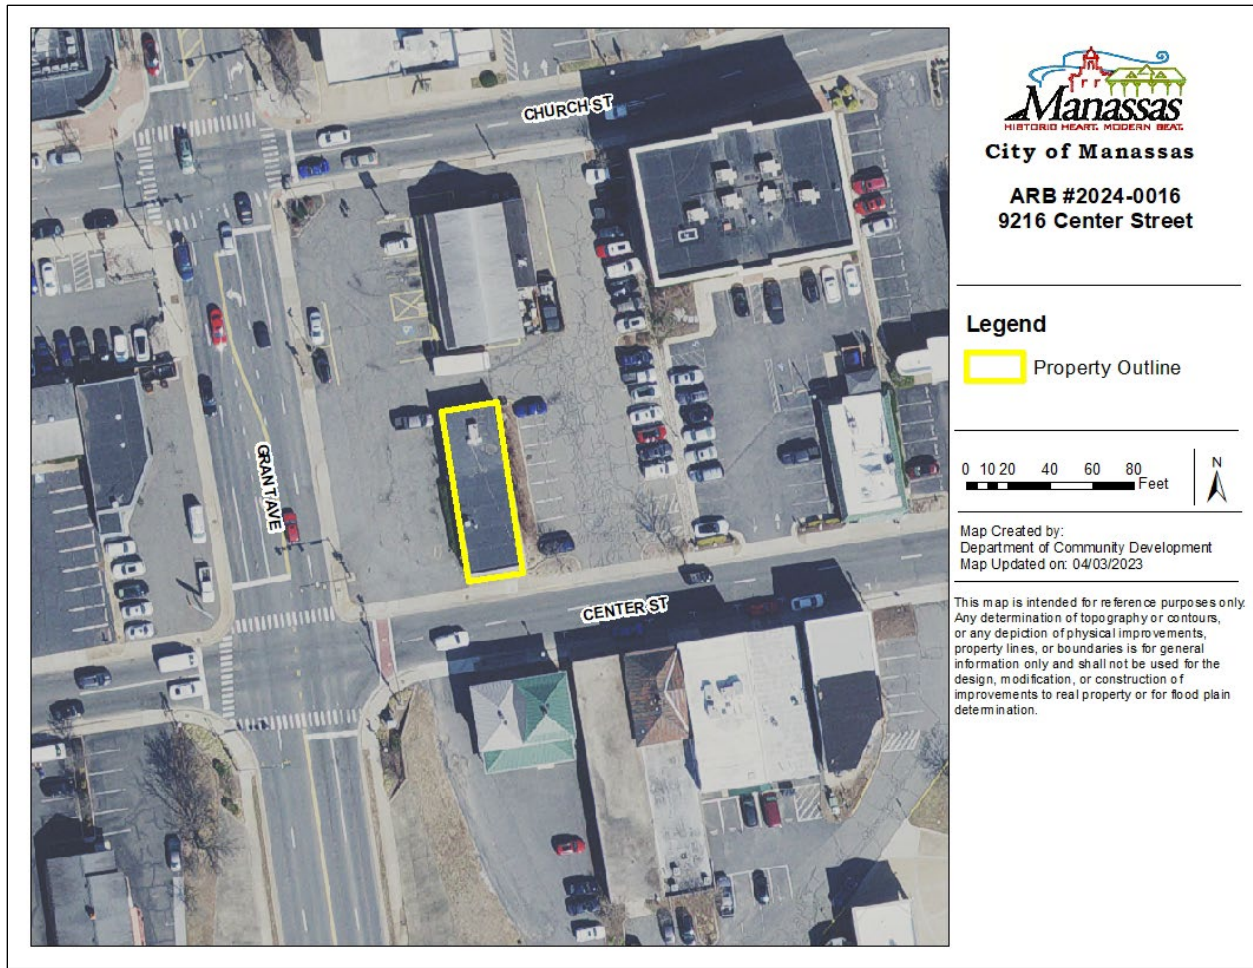 CHURCH ST
GRANT AVE
CENTER ST
Manassas
HISTORIC HEART. MODERN BEAT.
City of Manassas
ARB #2024-0016
9216 Center Street
Legend
Property Outline
0 10 20 40 60 80
Feet
N
Map Created by:
Department of Community Development
Map Updated on: 04/03/2023
This map is intended for reference purposes only.
Any determination of topography or contours,
or any depiction of physical improvements,
property lines, or boundaries is for general
information only and shall not be used for the
design, modification, or construction of
improvements to real property or for flood plain
determination.